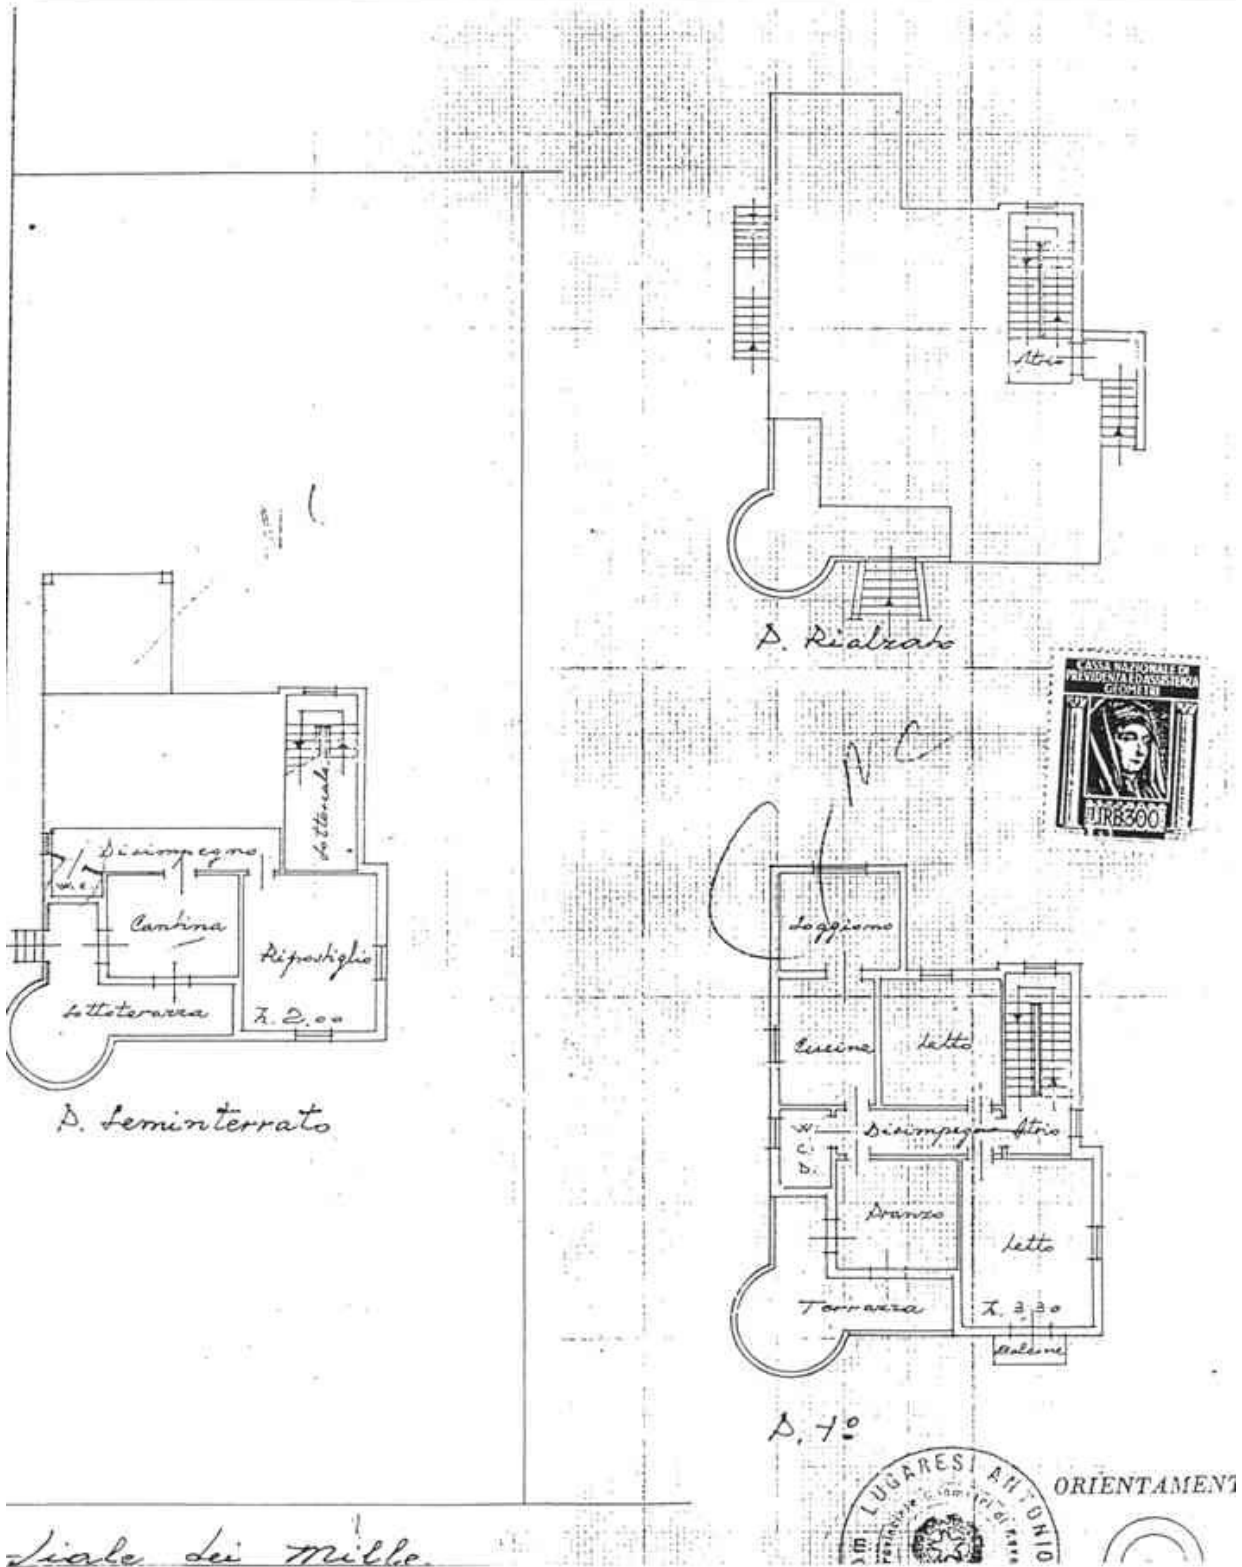 Atrio
P. Rialzato
CASSA NAZIONALE DI
PREVIDENZA ED ASSISTENZA
GEOMETRI
LIRE 300
Sottoscala
Disimpegno
W.C.
Cantina
Ripostiglio
Sottoterrazza
h. 2.00
P. Seminterrato
Soggiorno
Cucina
Letto
W.
C.
B.
Disimpegno
Atrio
Pranzo
Letto
Terrazza
h. 3.30
Balcone
P. 1º
LUGARESI ANTONIO
ORIENTAMENT
Viale dei Mille